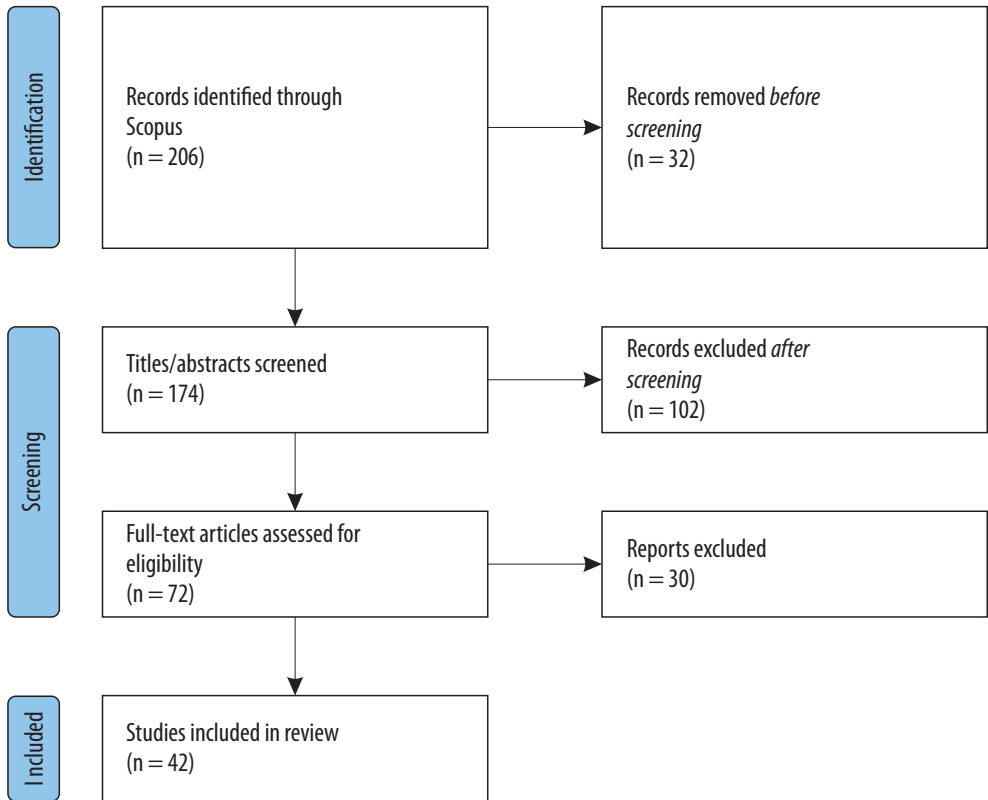 Identification
Records identified through
Scopus
(n = 206)
Records removed before
screening
(n = 32)
Screening
Titles/abstracts screened
(n = 174)
Records excluded after
screening
(n = 102)
Full-text articles assessed for
eligibility
(n = 72)
Reports excluded
(n = 30)
Included
Studies included in review
(n = 42)